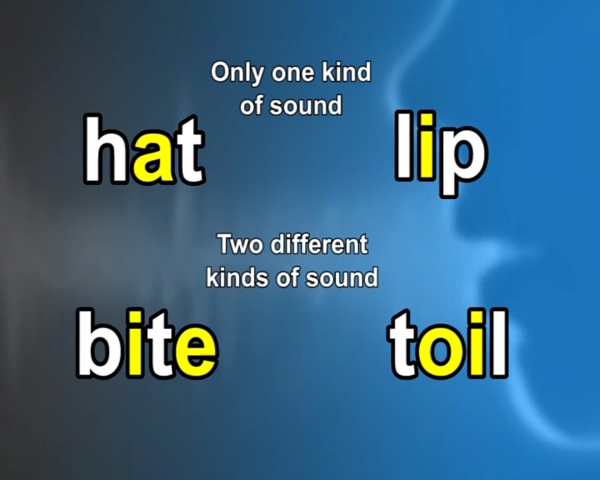 Only one kind
of sound
hat lip
Two different
kinds of sound
bite toil